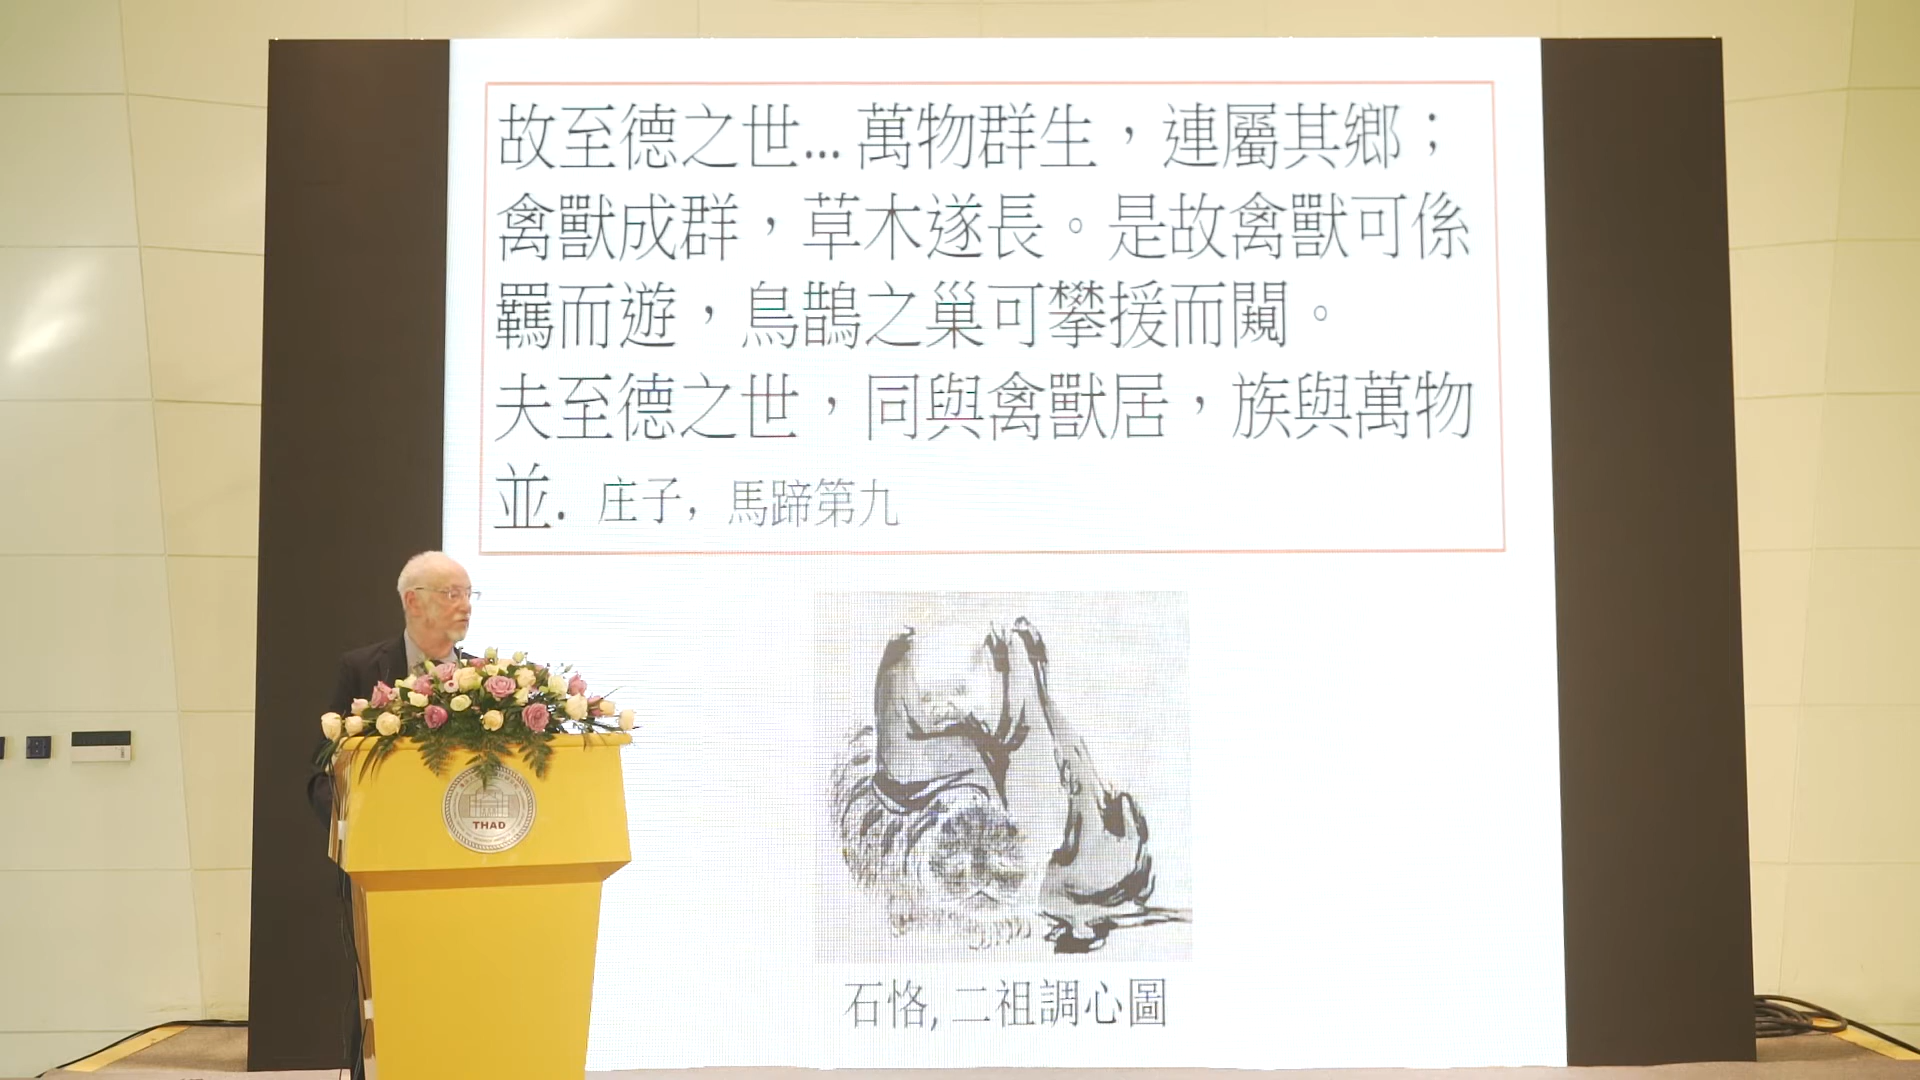 故至德之世... 萬物群生，連屬其鄉；
禽獸成群，草木遂長。是故禽獸可係
羈而遊，鳥鵲之巢可攀援而闚。
夫至德之世，同與禽獸居，族與萬物
並. 庄子，馬蹄第九
石恪, 二祖調心圖
THAD